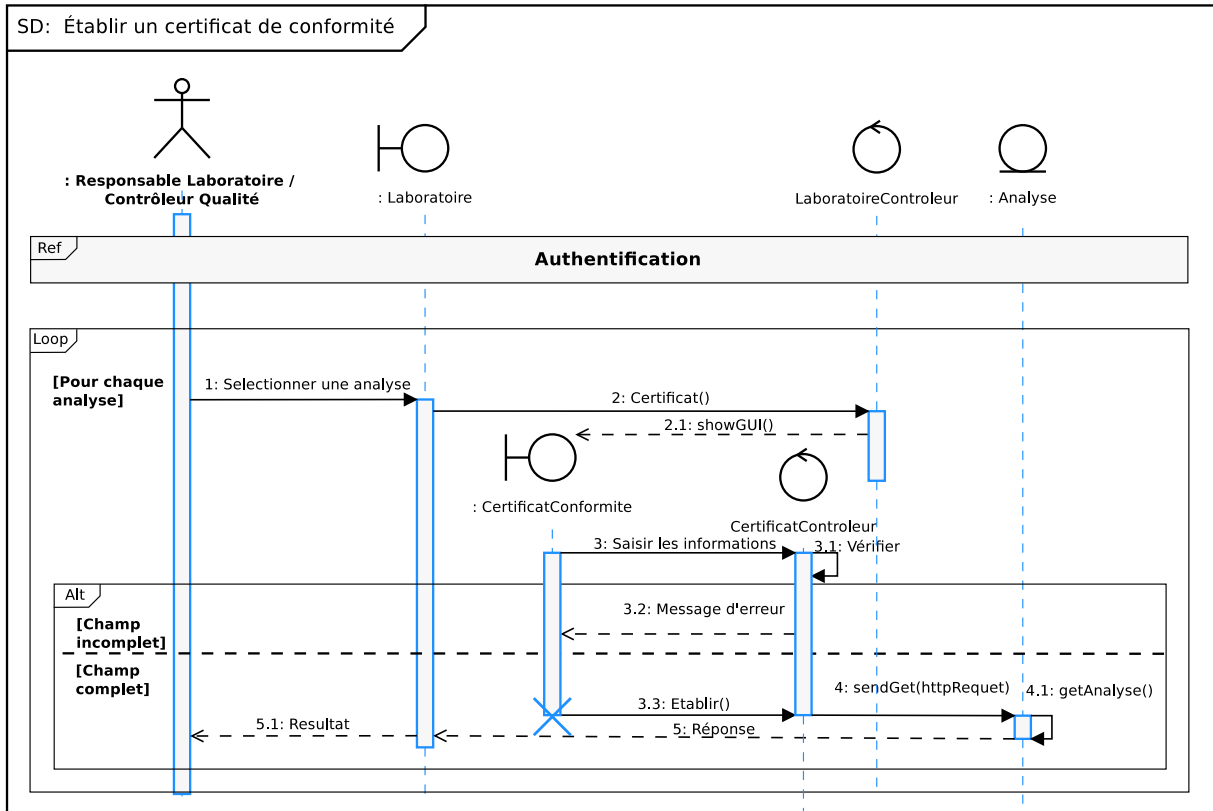 SD:  Établir un certificat de conformité
: Responsable Laboratoire /
Contrôleur Qualité
: Laboratoire
LaboratoireControleur
: Analyse
Ref
Authentification
Loop
[Pour chaque
analyse]
1: Selectionner une analyse
2: Certificat()
2.1: showGUI()
: CertificatConformite
CertificatControleur
3: Saisir les informations
3.1: Vérifier
Alt
[Champ
incomplet]
3.2: Message d'erreur
[Champ
complet]
3.3: Etablir()
4: sendGet(httpRequet)
4.1: getAnalyse()
5.1: Resultat
5: Réponse